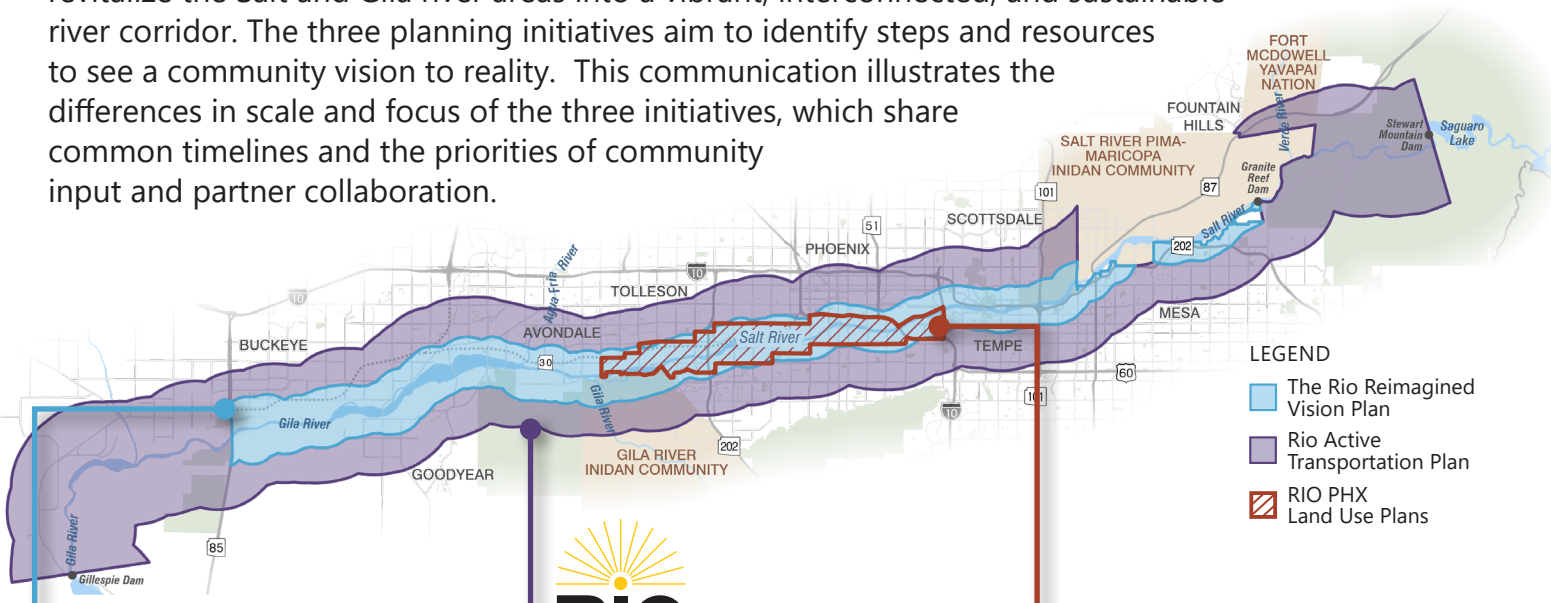 revitalize the Salt and Gila river areas into a vibrant, interconnected, and sustainable
river corridor. The three planning initiatives aim to identify steps and resources
to see a community vision to reality.  This communication illustrates the
differences in scale and focus of the three initiatives, which share
common timelines and the priorities of community
input and partner collaboration.
FORT
MCDOWELL
YAVAPAI
NATION
FOUNTAIN
HILLS
Verde River
Stewart
Mountain
Dam
Saguaro
Lake
SALT RIVER PIMA-
MARICOPA
INIDAN COMMUNITY
Granite
Reef
Dam
87
101
Salt River
202
SCOTTSDALE
51
PHOENIX
10
Agua Fria River
TOLLESON
10
AVONDALE
Salt River
MESA
BUCKEYE
30
TEMPE
60
101
10
Gila River
Gila River
202
GILA RIVER
INIDAN COMMUNITY
GOODYEAR
85
Gila River
Gillespie Dam
LEGEND
The Rio Reimagined
Vision Plan
Rio Active
Transportation Plan
RIO PHX
Land Use Plans
RIO